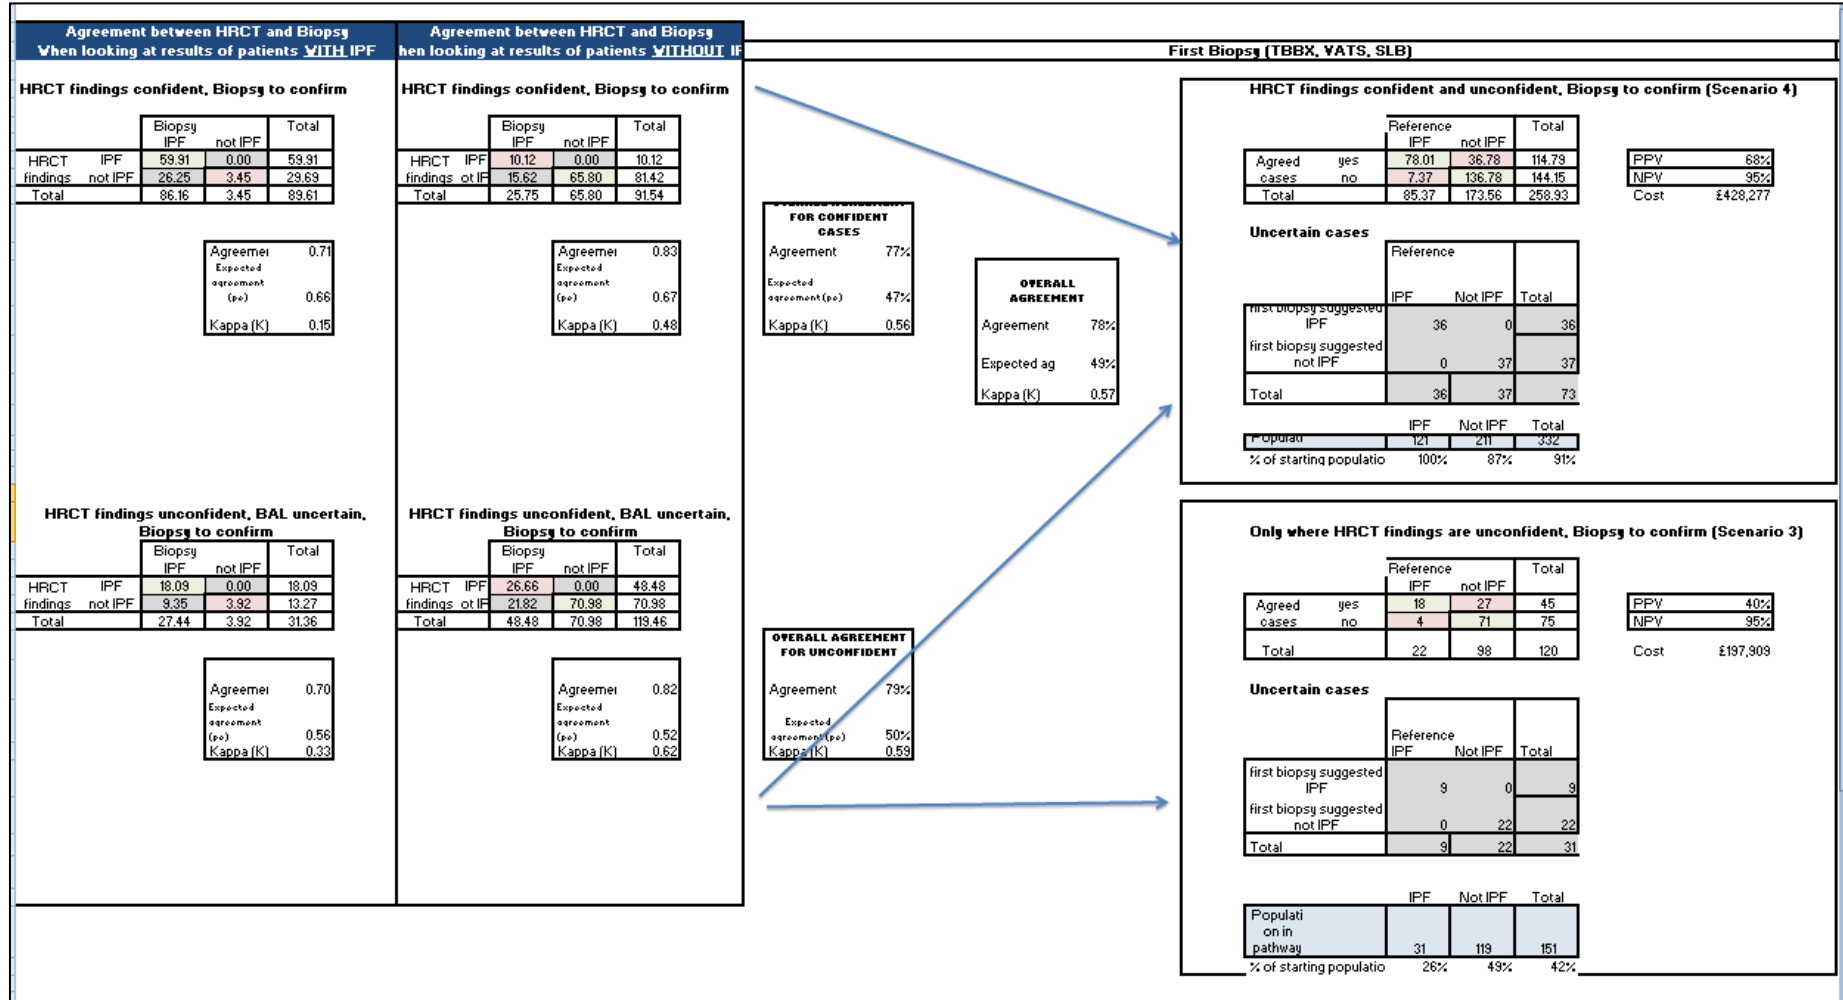 Agreement between HRCT and Biopsy
When looking at results of patients WITH IPF
Agreement between HRCT and Biopsy
hen looking at results of patients WITHOUT IF
First Biopsy (TBBX, VATS, SLB)
HRCT findings confident, Biopsy to confirm
Biopsy Total
IPF not IPF
HRCT IPF 59.91 0.00 59.91
findings not IPF 26.25 3.45 29.69
Total 86.16 3.45 89.61
Agreemei 0.71
Expected
agreement
(pe) 0.66
Kappa (K) 0.15
HRCT findings confident, Biopsy to confirm
Biopsy Total
IPF not IPF
HRCT IPF 10.12 0.00 10.12
findings ot IF 15.62 65.80 81.42
Total 25.75 65.80 91.54
Agreemei 0.83
Expected
agreement
(pe) 0.67
Kappa (K) 0.48
OVERALL AGREEMENT
FOR CONFIDENT
CASES
Agreement 77%
Expected
agreement (pe) 47%
Kappa (K) 0.56
OVERALL
AGREEMENT
Agreement 78%
Expected ag 49%
Kappa (K) 0.57
HRCT findings confident and unconfident, Biopsy to confirm (Scenario 4)
Reference Total
IPF not IPF
Agreed yes 78.01 36.78 114.79
cases no 7.37 136.78 144.15
Total 85.37 173.56 258.93
PPV 68%
NPV 95%
Cost £428,277
Uncertain cases
Reference
IPF Not IPF Total
first biopsy suggested
IPF 36 0 36
first biopsy suggested
not IPF 0 37 37
Total 36 37 73
IPF Not IPF Total
Populati 121 211 332
% of starting populatio 100% 87% 91%
HRCT findings unconfident, BAL uncertain,
Biopsy to confirm
Biopsy Total
IPF not IPF
HRCT IPF 18.09 0.00 18.09
findings not IPF 9.35 3.92 13.27
Total 27.44 3.92 31.36
Agreemei 0.70
Expected
agreement
(pe) 0.56
Kappa (K) 0.33
HRCT findings unconfident, BAL uncertain,
Biopsy to confirm
Biopsy Total
IPF not IPF
HRCT IPF 26.66 0.00 48.48
findings ot IF 21.82 70.98 70.98
Total 48.48 70.98 119.46
Agreemei 0.82
Expected
agreement
(pe) 0.52
Kappa (K) 0.62
OVERALL AGREEMENT
FOR UNCONFIDENT
Agreement 79%
Expected
agreement (pe) 50%
Kappa (K) 0.59
Only where HRCT findings are unconfident, Biopsy to confirm (Scenario 3)
Reference Total
IPF not IPF
Agreed yes 18 27 45
cases no 4 71 75
Total 22 98 120
PPV 40%
NPV 95%
Cost £197,909
Uncertain cases
Reference
IPF Not IPF Total
first biopsy suggested
IPF 9 0 9
first biopsy suggested
not IPF 0 22 22
Total 9 22 31
IPF Not IPF Total
Populati
on in
pathway 31 119 151
% of starting populatio 26% 49% 42%